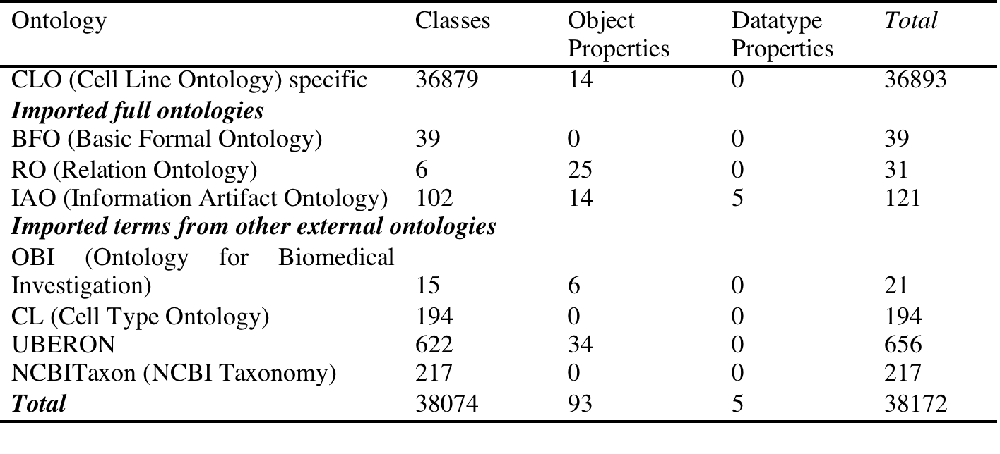 Ontology Classes Object Properties Datatype Properties Total
CLO (Cell Line Ontology) specific 36879 14 0 36893
Imported full ontologies
BFO (Basic Formal Ontology) 39 0 0 39
RO (Relation Ontology) 6 25 0 31
IAO (Information Artifact Ontology) 102 14 5 121
Imported terms from other external ontologies
OBI (Ontology for Biomedical
Investigation) 15 6 0 21
CL (Cell Type Ontology) 194 0 0 194
UBERON 622 34 0 656
NCBITaxon (NCBI Taxonomy) 217 0 0 217
Total 38074 93 5 38172